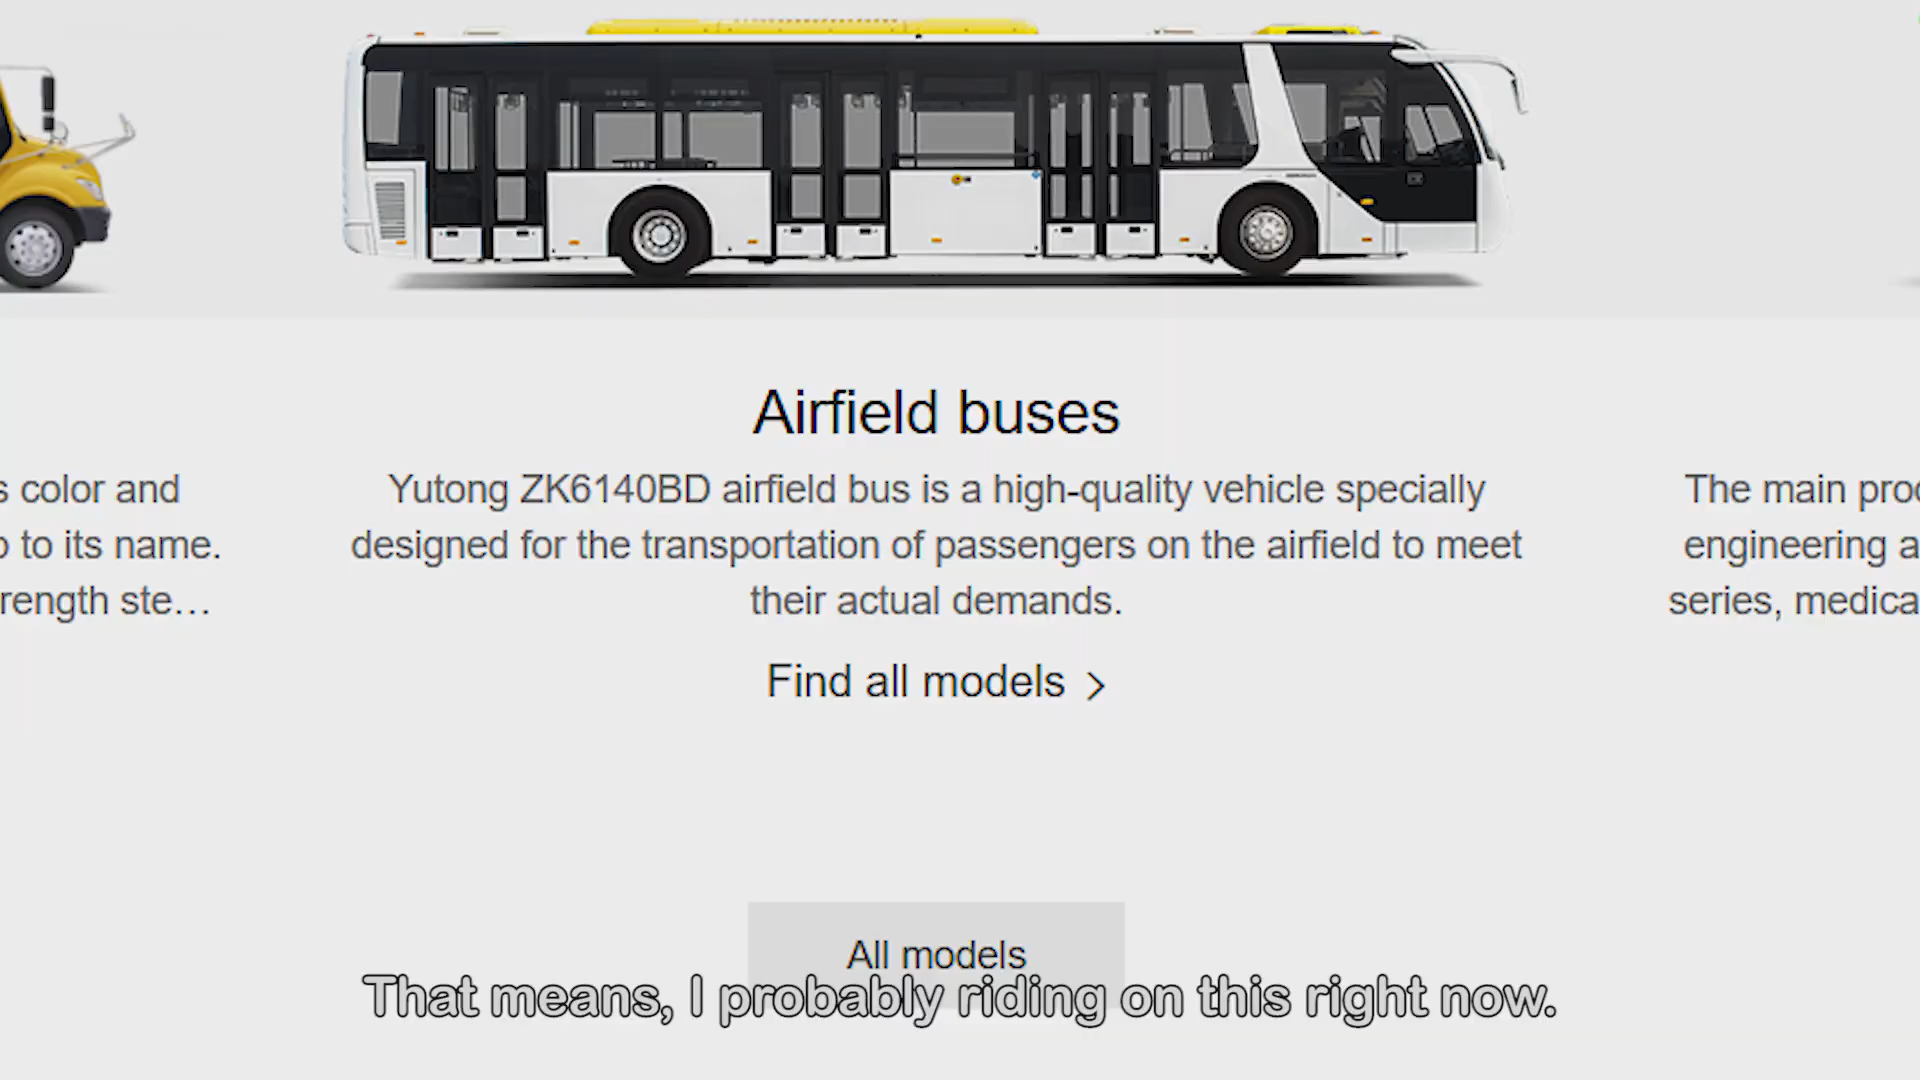 Airfield buses
s color and
to its name.
rength ste…
Yutong ZK6140BD airfield bus is a high-quality vehicle specially
designed for the transportation of passengers on the airfield to meet
their actual demands.
Find all models >
The main
engineering a
series, medica
All models
That means, I probably riding on this right now.